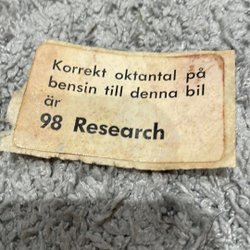 Korrekt oktantal på
bensin till denna bil
är
98 Research